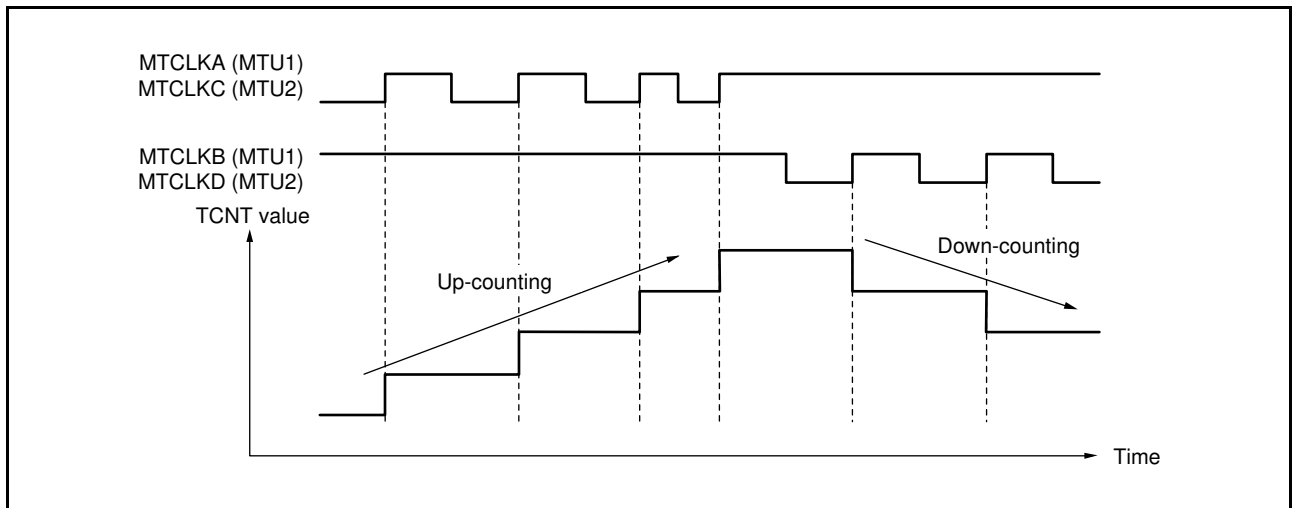 MTCLKA (MTU1)
MTCLKC (MTU2)
MTCLKB (MTU1)
MTCLKD (MTU2)
TCNT value
Down-counting
Up-counting
Time